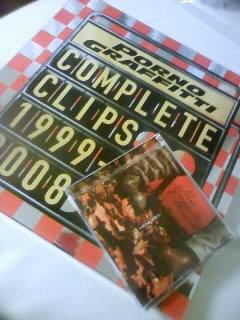 PORNO
GRAFFITTI
COMPLETE
CLIPS
1999-
2008